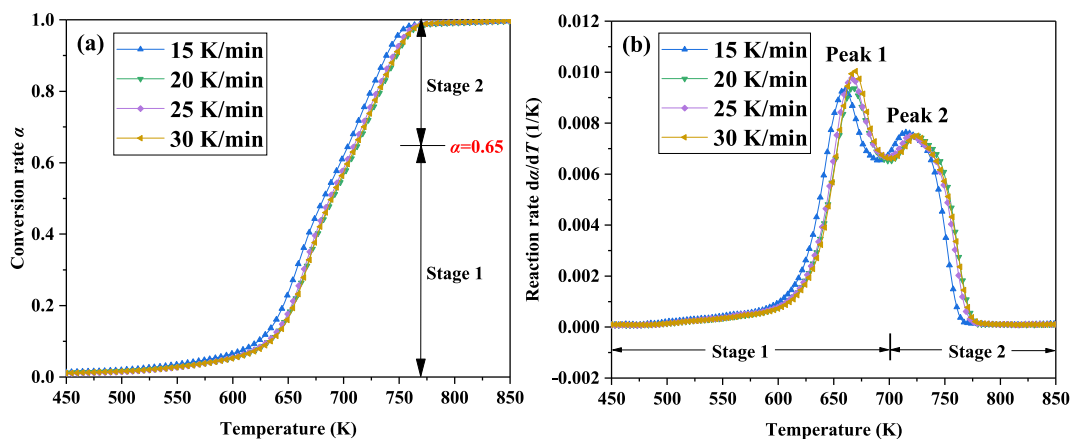 (a)
15 K/min
20 K/min
25 K/min
30 K/min
Stage 2
α=0.65
Stage 1
Conversion rate α
1.0
0.8
0.6
0.4
0.2
0.0
450 500 550 600 650 700 750 800 850
Temperature (K)
(b)
15 K/min
20 K/min
25 K/min
30 K/min
Peak 1
Peak 2
Stage 1
Stage 2
Reaction rate dα/dT (1/K)
0.012
0.010
0.008
0.006
0.004
0.002
0.000
-0.002
450 500 550 600 650 700 750 800 850
Temperature (K)